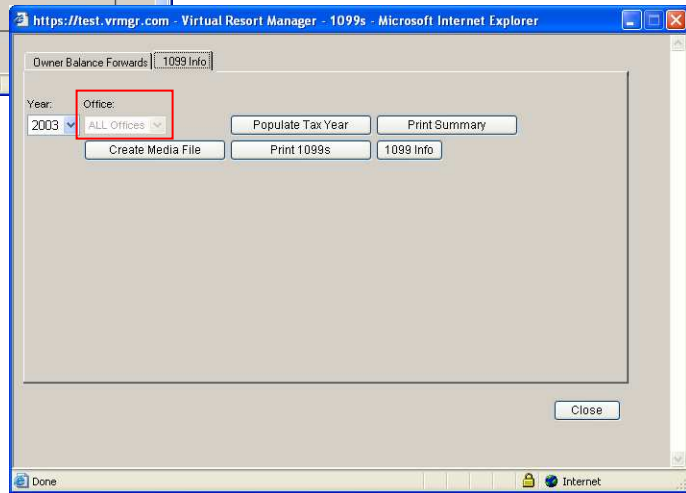 https://test.vrmgr.com - Virtual Resort Manager - 1099s - Microsoft Internet Explorer
Owner Balance Forwards 1099 Info
Year: Office:
2003 ALL Offices Populate Tax Year Print Summary
Create Media File Print 1099s 1099 Info
Close
Done Internet